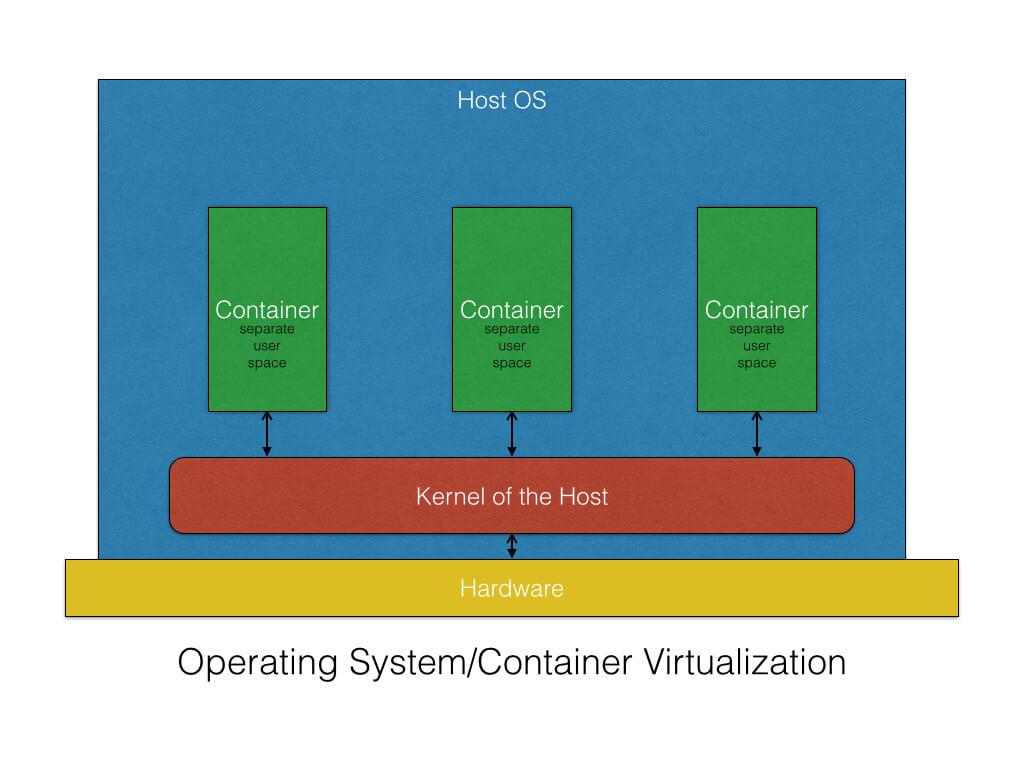 Host OS
Container
separate
user
space
Container
separate
user
space
Container
separate
user
space
Kernel of the Host
Hardware
Operating System/Container Virtualization